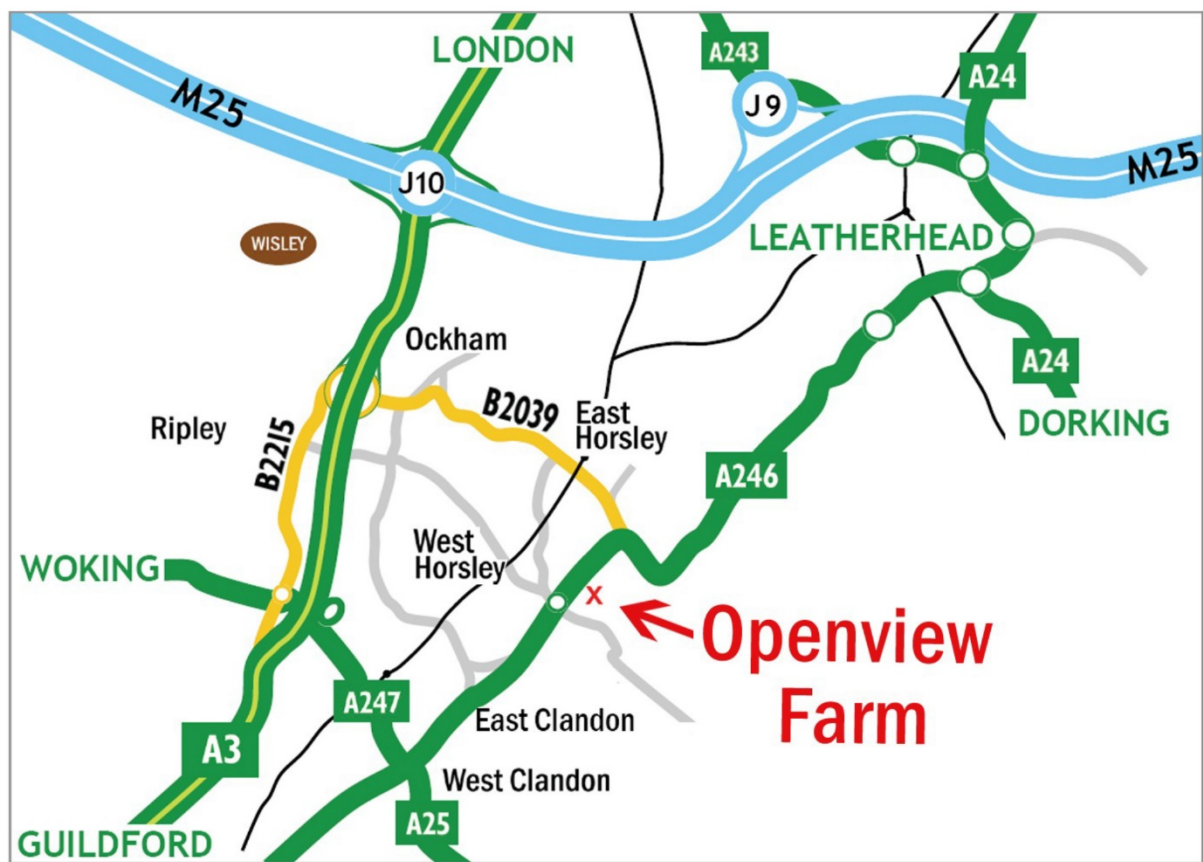 LONDON
A243
A24
M25
J9
J10
M25
WISLEY
LEATHERHEAD
Ockham
A24
B2039
East
Horsley
DORKING
Ripley
B2215
A246
West
Horsley
WOKING
X
Openview
Farm
A247
East Clandon
A3
West Clandon
A25
GUILDFORD